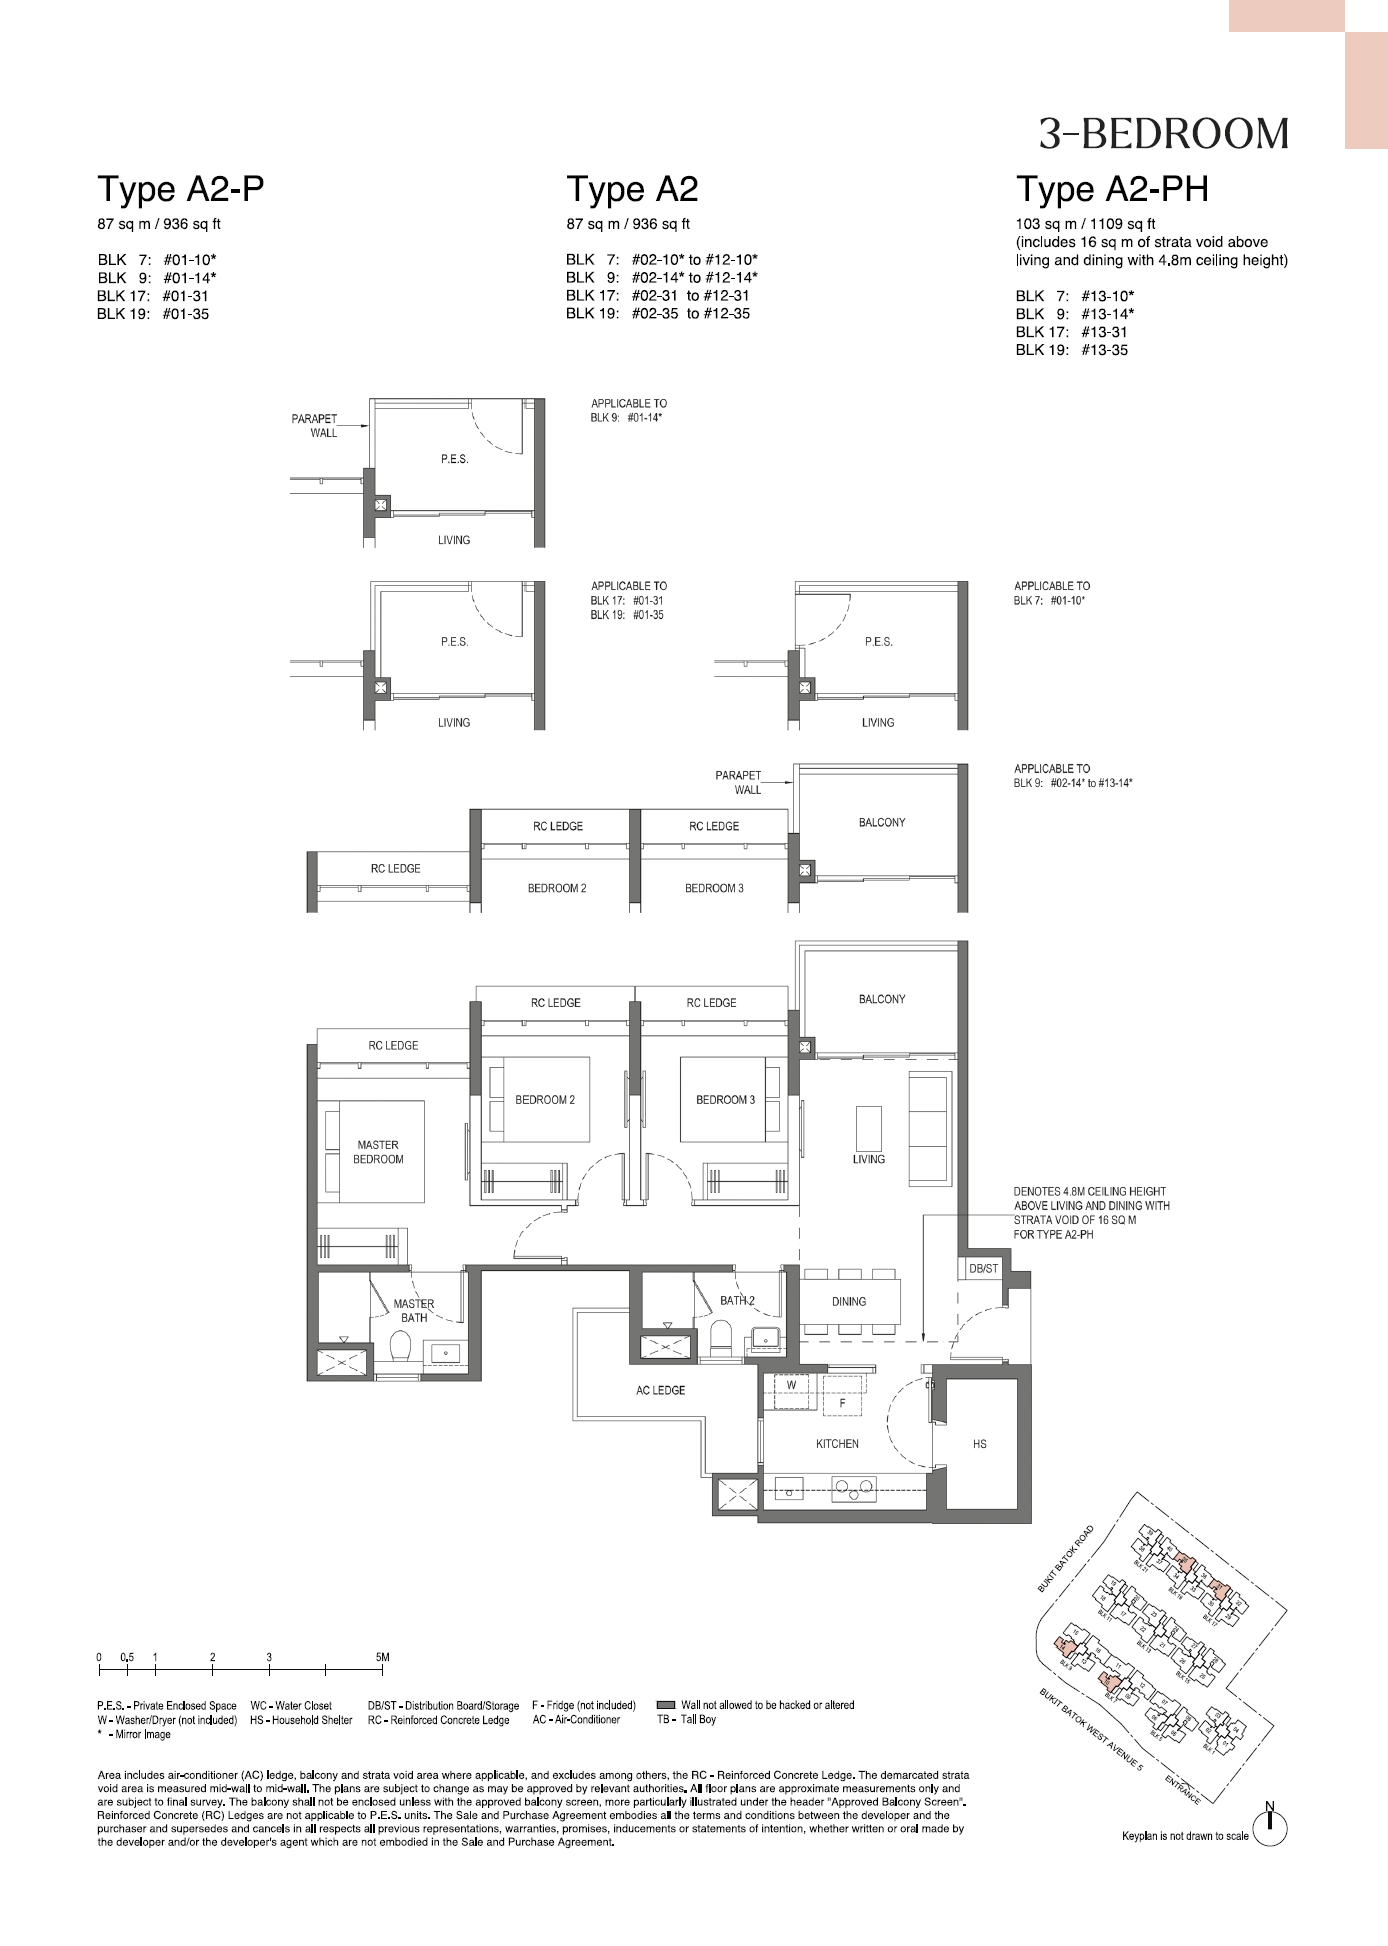 3-BEDROOM
Type A2-P
87 sq m / 936 sq ft
BLK 7: #01-10*
BLK 9: #01-14*
BLK 17: #01-31
BLK 19: #01-35
Type A2
87 sq m / 936 sq ft
BLK 7: #02-10* to #12-10*
BLK 9: #02-14* to #12-14*
BLK 17: #02-31 to #12-31
BLK 19: #02-35 to #12-35
Type A2-PH
103 sq m / 1109 sq ft
(includes 16 sq m of strata void above
living and dining with 4.8m ceiling height)
BLK 7: #13-10*
BLK 9: #13-14*
BLK 17: #13-31
BLK 19: #13-35
PARAPET
WALL
P.E.S.
LIVING
APPLICABLE TO
BLK 9: #01-14*
P.E.S.
LIVING
APPLICABLE TO
BLK 17: #01-31
BLK 19: #01-35
P.E.S.
LIVING
APPLICABLE TO
BLK 7: #01-10*
PARAPET
WALL
BALCONY
APPLICABLE TO
BLK 9: #02-14* to #13-14*
RC LEDGE
RC LEDGE
RC LEDGE
BEDROOM 2
BEDROOM 3
BALCONY
RC LEDGE
RC LEDGE
RC LEDGE
BEDROOM 2
BEDROOM 3
MASTER
BEDROOM
LIVING
DENOTES 4.8M CEILING HEIGHT
ABOVE LIVING AND DINING WITH
STRATA VOID OF 16 SQ M
FOR TYPE A2-PH
DB/ST
MASTER
BATH
BATH 2
DINING
AC LEDGE
W
F
KITCHEN
HS
BUKIT BATOK ROAD
BLK 21
BLK 19
BLK 17
BLK 11
BLK 13
BLK 15
BLK 9
BLK 7
BLK 5
BLK 1
BUKIT BATOK WEST AVENUE 5
ENTRANCE
N
Keyplan is not drawn to scale
0 0.5 1 2 3 5M
P.E.S. - Private Enclosed Space WC - Water Closet DB/ST - Distribution Board/Storage F - Fridge (not included) Wall not allowed to be hacked or altered
W - Washer/Dryer (not included) HS - Household Shelter RC - Reinforced Concrete Ledge AC - Air-Conditioner TB - Tall Boy
* - Mirror Image
Area includes air-conditioner (AC) ledge, balcony and strata void area where applicable, and excludes among others, the RC - Reinforced Concrete Ledge. The demarcated strata
void area is measured mid-wall to mid-wall. The plans are subject to change as may be approved by relevant authorities. All floor plans are approximate measurements only and
are subject to final survey. The balcony shall not be enclosed unless with the approved balcony screen, more particularly illustrated under the header "Approved Balcony Screen".
Reinforced Concrete (RC) Ledges are not applicable to P.E.S. units. The Sale and Purchase Agreement embodies all the terms and conditions between the developer and the
purchaser and supersedes and cancels in all respects all previous representations, warranties, promises, inducements or statements of intention, whether written or oral made by
the developer and/or the developer's agent which are not embodied in the Sale and Purchase Agreement.